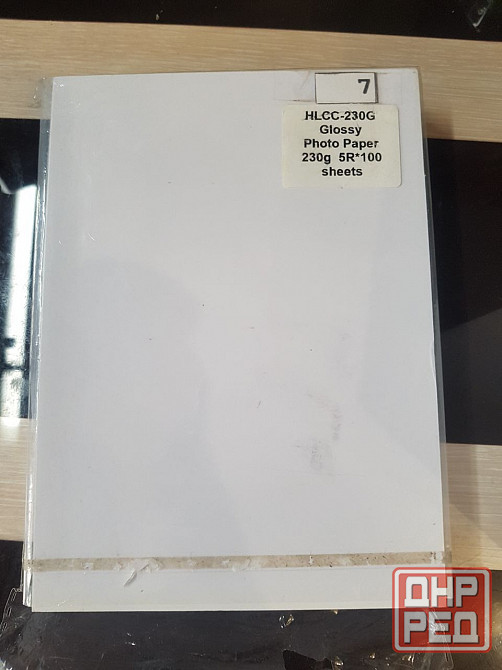 7
HLCC-230G
Glossy
Photo Paper
230g 5R*100
sheets
ДНР
РЕД